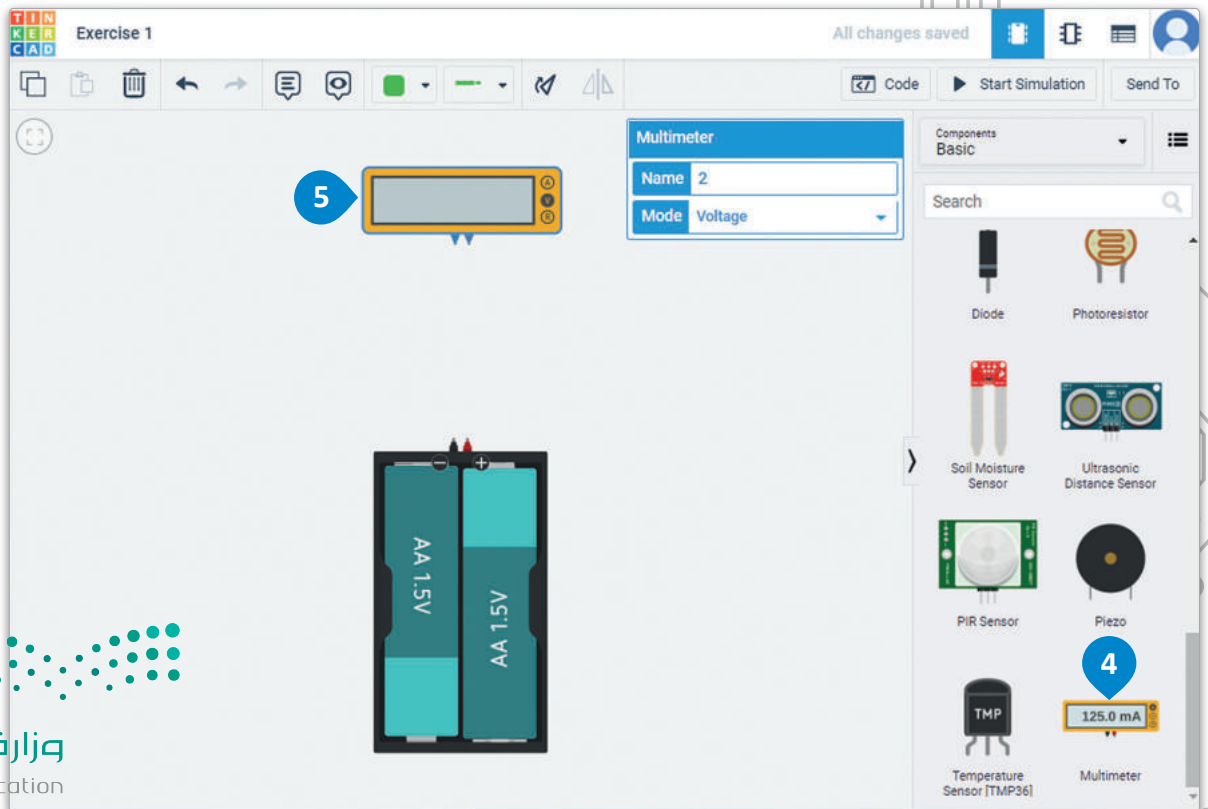 TIN
KER
CAD
Exercise 1
All changes saved
Code
Start Simulation
Send To
Multimeter
Name 2
Mode Voltage
Components
Basic
Search
5
A
V
R
Diode
Photoresistor
Soil Moisture
Sensor
Ultrasonic
Distance Sensor
PIR Sensor
Piezo
4
TMP
125.0 mA
Temperature
Sensor [TMP36]
Multimeter
AA 1.5V
AA 1.5V